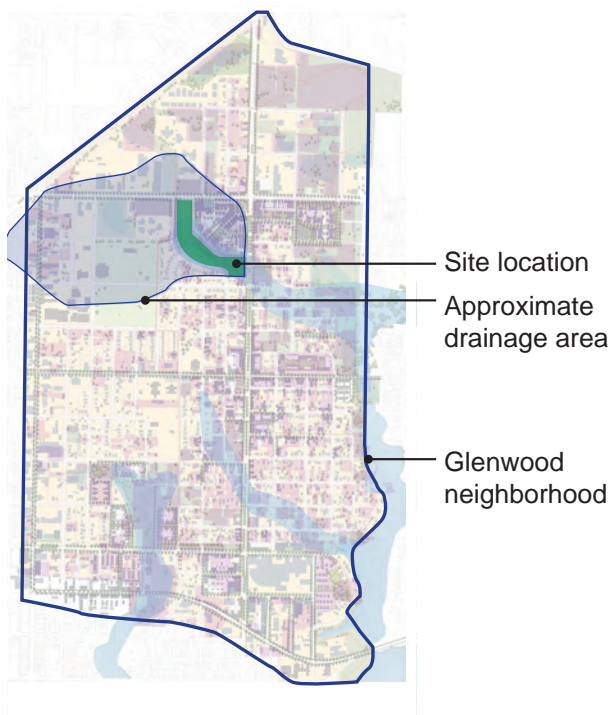 Site location
Approximate
drainage area
Glenwood
neighborhood